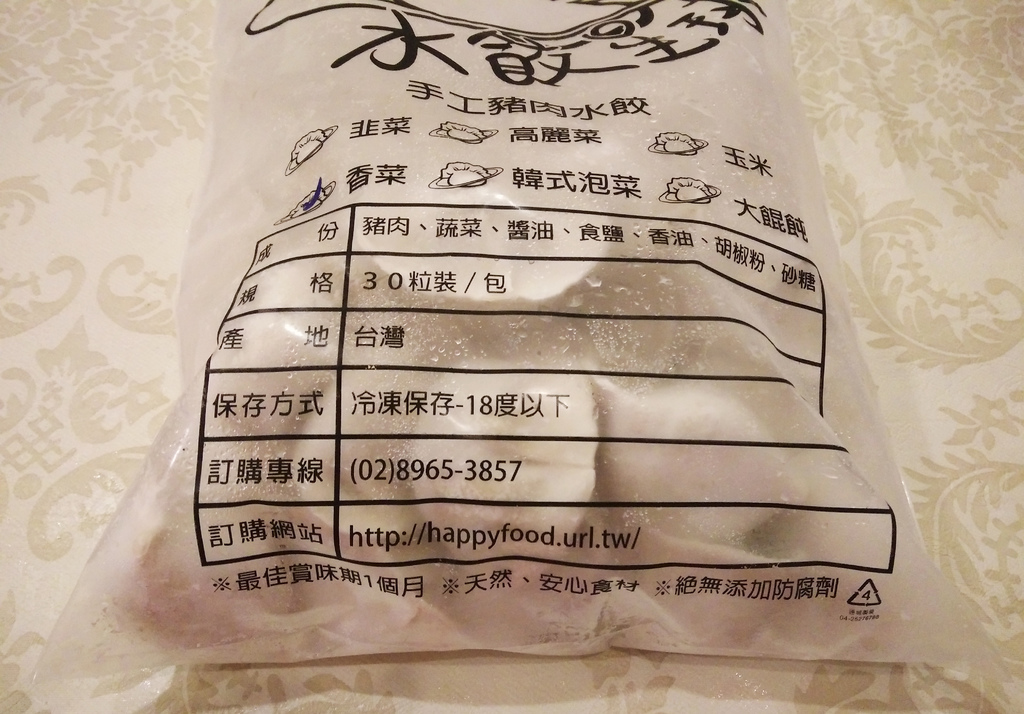 水餃
手工豬肉水餃
韭菜 高麗菜 玉米
香菜 韓式泡菜 大餛飩
成份 豬肉、蔬菜、醬油、食鹽、香油、胡椒粉、砂糖
規格 30粒裝/包
產地 台灣
保存方式 冷凍保存-18度以下
訂購專線 (02)8965-3857
訂購網站 http://happyfood.url.tw/
※最佳賞味期1個月 ※天然、安心食材 ※絕無添加防腐劑
4
04-25276788